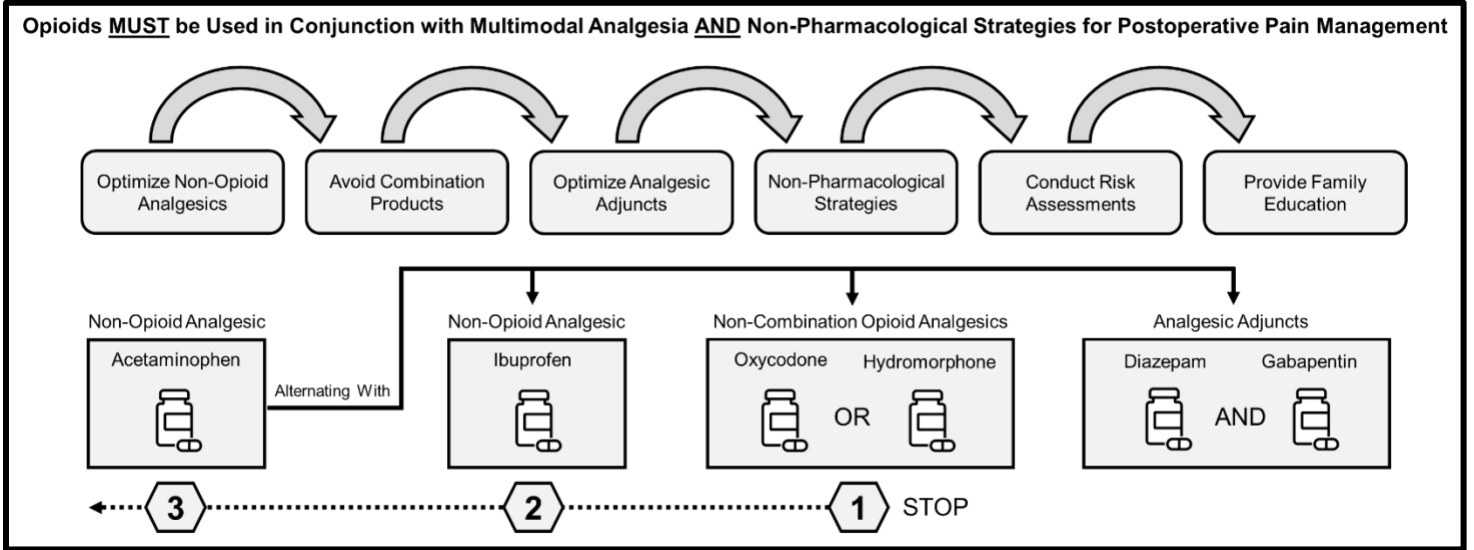 Opioids MUST be Used in Conjunction with Multimodal Analgesia AND Non-Pharmacological Strategies for Postoperative Pain Management
Optimize Non-Opioid
Analgesics
Avoid Combination
Products
Optimize Analgesic
Adjuncts
Non-Pharmacological
Strategies
Conduct Risk
Assessments
Provide Family
Education
Non-Opioid Analgesic
Acetaminophen
Alternating With
Non-Opioid Analgesic
Ibuprofen
Non-Combination Opioid Analgesics
Oxycodone
OR
Hydromorphone
Analgesic Adjuncts
Diazepam
AND
Gabapentin
3
2
1
STOP